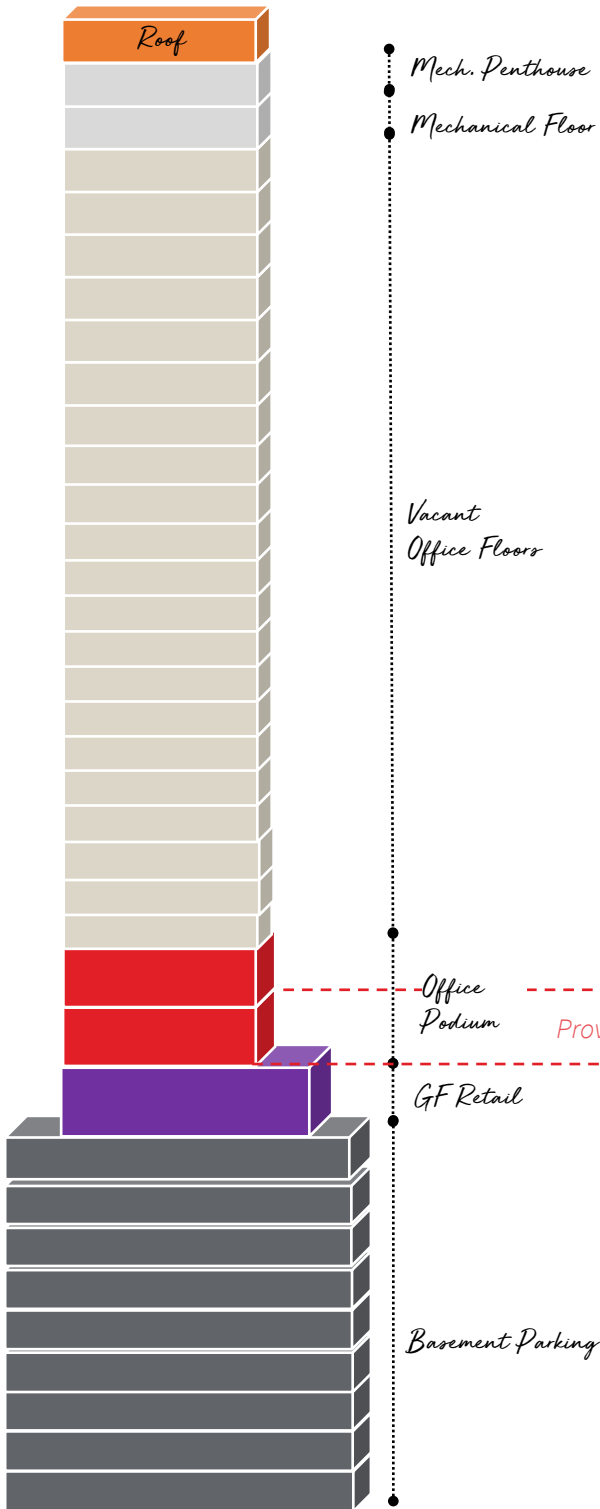 Roof
Mech. Penthouse
Mechanical Floor
Vacant
Office Floors
Office
Podium
GF Retail
Basement Parking